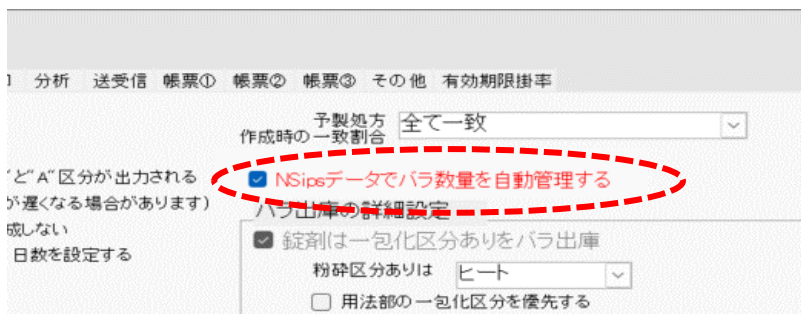 分析 送受信 帳票① 帳票② 帳票③ その他 有効期限掛率
予製処方
作成時の一致割合 全て一致
ど"A"区分が出力される
NSipsデータでバラ数量を自動管理する
遅くなる場合があります)
バラ出庫の詳細設定
成しない
錠剤は一包化区分ありをバラ出庫
日数を設定する
粉砕区分ありは ヒート
用法部の一包化区分を優先する